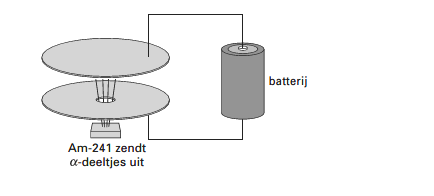 batterij
Am-241 zendt
α-deeltjes uit